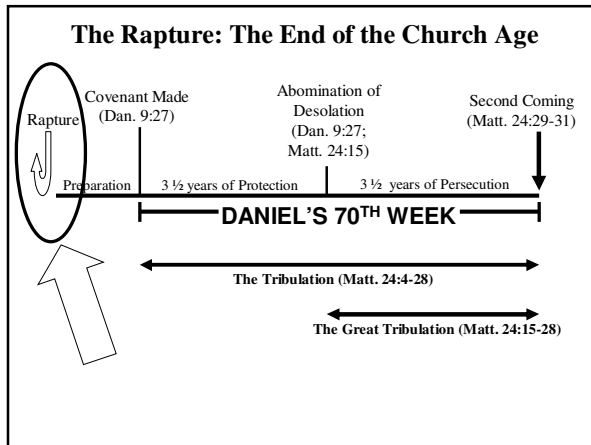 The Rapture: The End of the Church Age
Covenant Made
(Dan. 9:27)
Abomination of
Desolation
(Dan. 9:27;
Matt. 24:15)
Second Coming
(Matt. 24:29-31)
Rapture
Preparation
3 ½ years of Protection
3 ½ years of Persecution
DANIEL'S 70TH WEEK
The Tribulation (Matt. 24:4-28)
The Great Tribulation (Matt. 24:15-28)